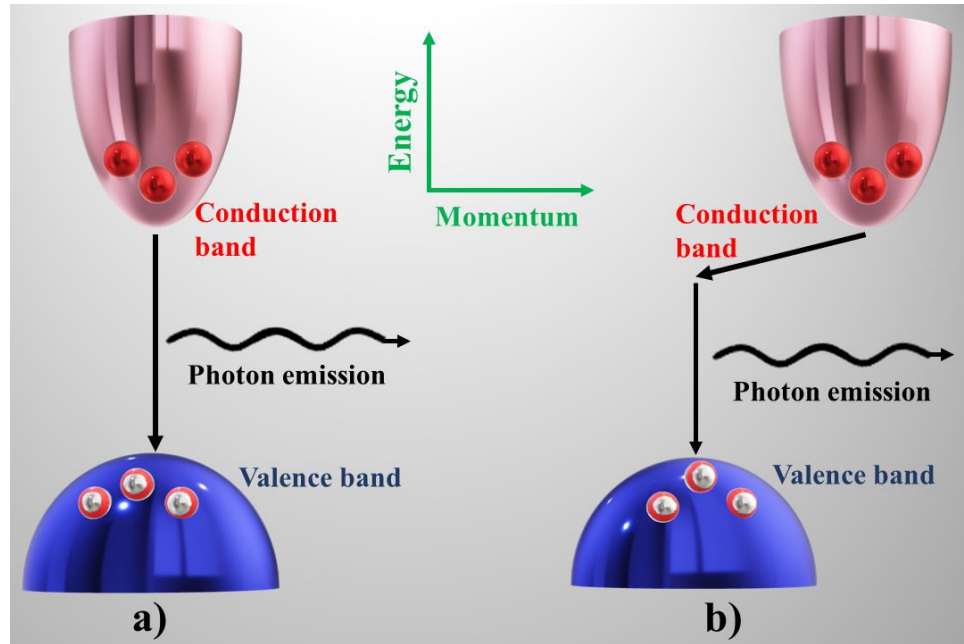 Energy
Momentum
Conduction
band
Photon emission
Valence band
a)
Conduction
band
Photon emission
Valence band
b)